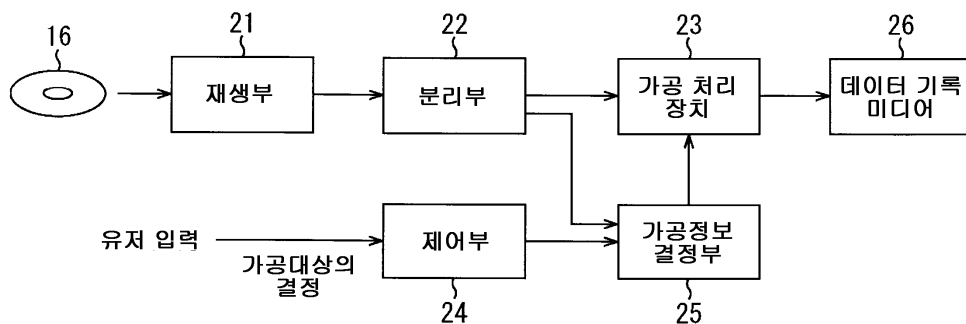 16
21
22
23
26
재생부
분리부
가공 처리
장치
데이터 기록
미디어
유저 입력
가공대상의
결정
제어부
가공정보
결정부
24
25